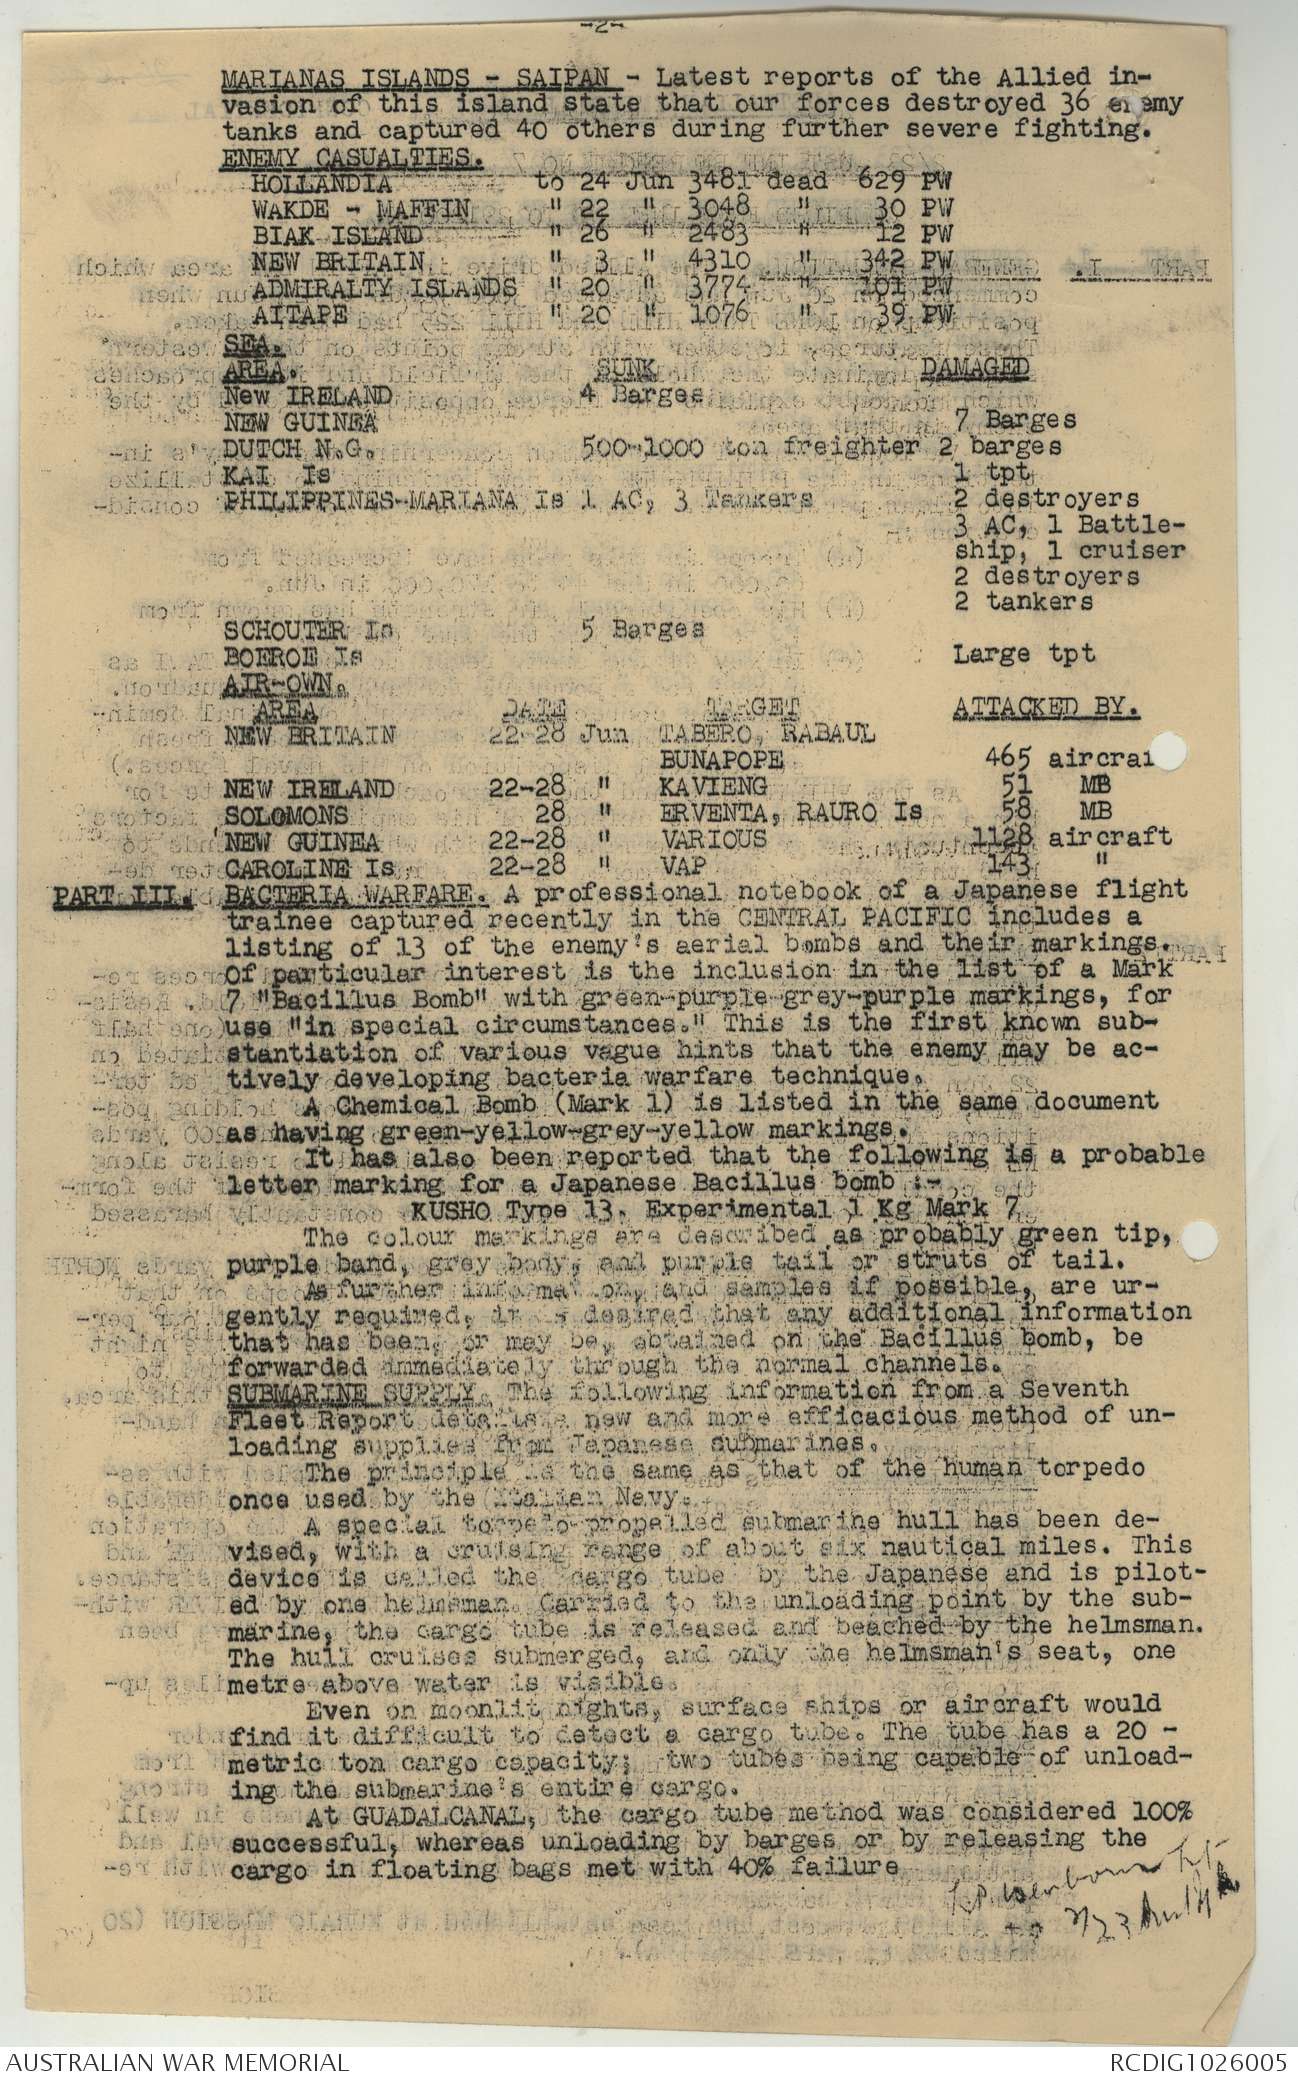 -2-
MARIANAS ISLANDS - SAIPAN - Latest reports of the Allied in-
vasion of this island state that our forces destroyed 36 enemy
tanks and captured 40 others during further severe fighting.
ENEMY CASUALTIES.
HOLLANDIA to 24 Jun 3481 dead 629 PW
WAKDE - MAFFIN " 22 " 3048 " 30 PW
BIAK ISLAND " 26 " 2483 " 12 PW
NEW BRITAIN " 3 " 4310 " 342 PW
ADMIRALTY ISLANDS " 20 " 3774 " 101 PW
AITAPE " 20 " 1076 " 39 PW
SEA.
AREA. SUNK DAMAGED
New IRELAND 4 Barges
NEW GUINEA 7 Barges
DUTCH N.G. 500-1000 ton freighter 2 barges
KAI Is 1 tpt
PHILIPPINES-MARIANA Is 1 AC, 3 Tankers 2 destroyers
3 AC, 1 Battle-
ship, 1 cruiser
2 destroyers
2 tankers
SCHOUTER Is 5 Barges
BOEROE Is Large tpt
AIR-OWN.
AREA DATE TARGET ATTACKED BY.
NEW BRITAIN 22-28 Jun TABERO, RABAUL
BUNAPOPE 465 aircraf
NEW IRELAND 22-28 " KAVIENG 51 MB
SOLOMONS 28 " ERVENTA, RAURO Is 58 MB
NEW GUINEA 22-28 " VARIOUS 1128 aircraft
CAROLINE Is 22-28 " VAP 143 "
PART III. BACTERIA WARFARE. A professional notebook of a Japanese flight
trainee captured recently in the CENTRAL PACIFIC includes a
listing of 13 of the enemy's aerial bombs and their markings.
Of particular interest is the inclusion in the list of a Mark
7 "Bacillus Bomb" with green-purple-grey-purple markings, for
use "in special circumstances." This is the first known sub-
stantiation of various vague hints that the enemy may be ac-
tively developing bacteria warfare technique.
A Chemical Bomb (Mark 1) is listed in the same document
as having green-yellow-grey-yellow markings.
It has also been reported that the following is a probable
letter marking for a Japanese Bacillus bomb :-
KUSHO Type 13. Experimental 1 Kg Mark 7
The colour markings are described as probably green tip,
purple band, grey body, and purple tail or struts of tail.
As further information, and samples if possible, are ur-
gently required, it is desired that any additional information
that has been, or may be, obtained on the Bacillus bomb, be
forwarded immediately through the normal channels.
SUBMARINE SUPPLY. The following information from a Seventh
Fleet Report details a new and more efficacious method of un-
loading supplies from Japanese submarines.
The principle is the same as that of the human torpedo
once used by the Italian Navy.
A special torpelo-propelled submarine hull has been de-
vised, with a cruising range of about six nautical miles. This
device is called the cargo tube by the Japanese and is pilot-
ed by one helmsman. Carried to the unloading point by the sub-
marine, the cargo tube is released and beached by the helmsman.
The hull cruises submerged, and only the helmsman's seat, one
metre above water is visible.
Even on moonlit nights, surface ships or aircraft would
find it difficult to detect a cargo tube. The tube has a 20 -
metric ton cargo capacity; two tubes being capable of unload-
ing the submarine's entire cargo.
At GUADALCANAL, the cargo tube method was considered 100%
successful, whereas unloading by barges or by releasing the
cargo in floating bags met with 40% failure
AUSTRALIAN WAR MEMORIAL RCDIG1026005